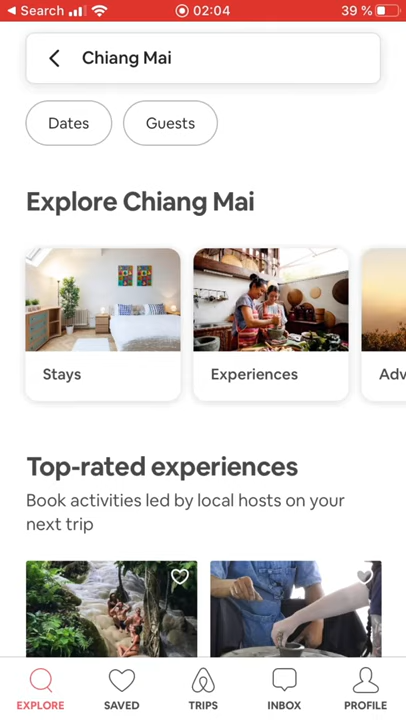 Search 02:04 39 %
Chiang Mai
Dates Guests
Explore Chiang Mai
Stays Experiences Adv
Top-rated experiences
Book activities led by local hosts on your
next trip
EXPLORE SAVED TRIPS INBOX PROFILE